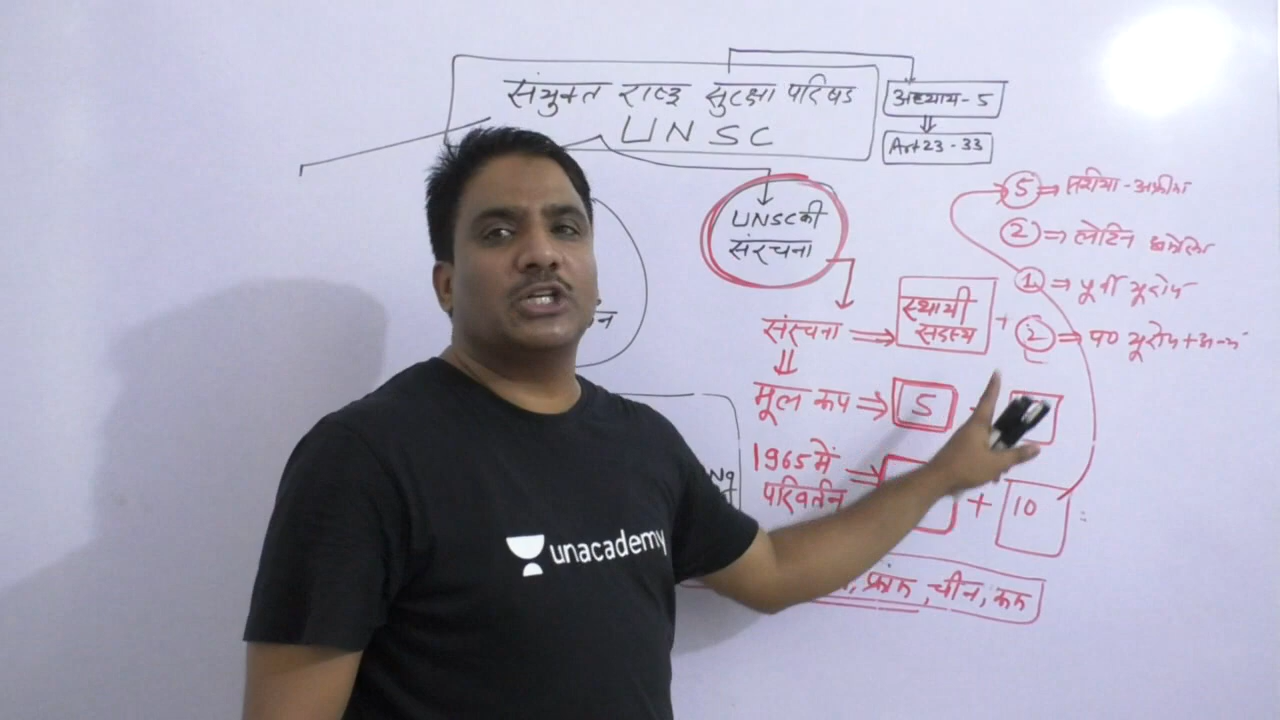 संयुक्त राष्ट्र सुरक्षा परिषद
UNSC
अध्याय - 5
Art 23 - 33
UNSC की
संरचना
5 ⇒ एशीया - अफ्रीका
2 ⇒ लेटिन अमेरिका
1 ⇒ पूर्वी यूरोप
2 ⇒ प० यूरोप +
संरचना ⇒ स्थायी
सदस्य +
मूल रूप ⇒ 5
1965 में
परिवर्तन ⇒ + 10 =
फ्रांस, चीन, रूस
unacademy